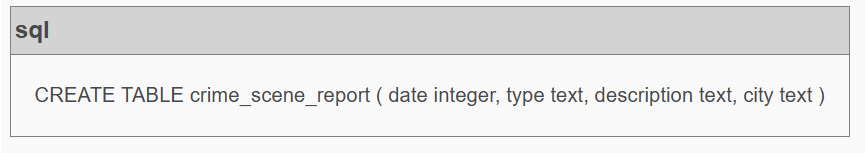 sql
CREATE TABLE crime_scene_report ( date integer, type text, description text, city text )